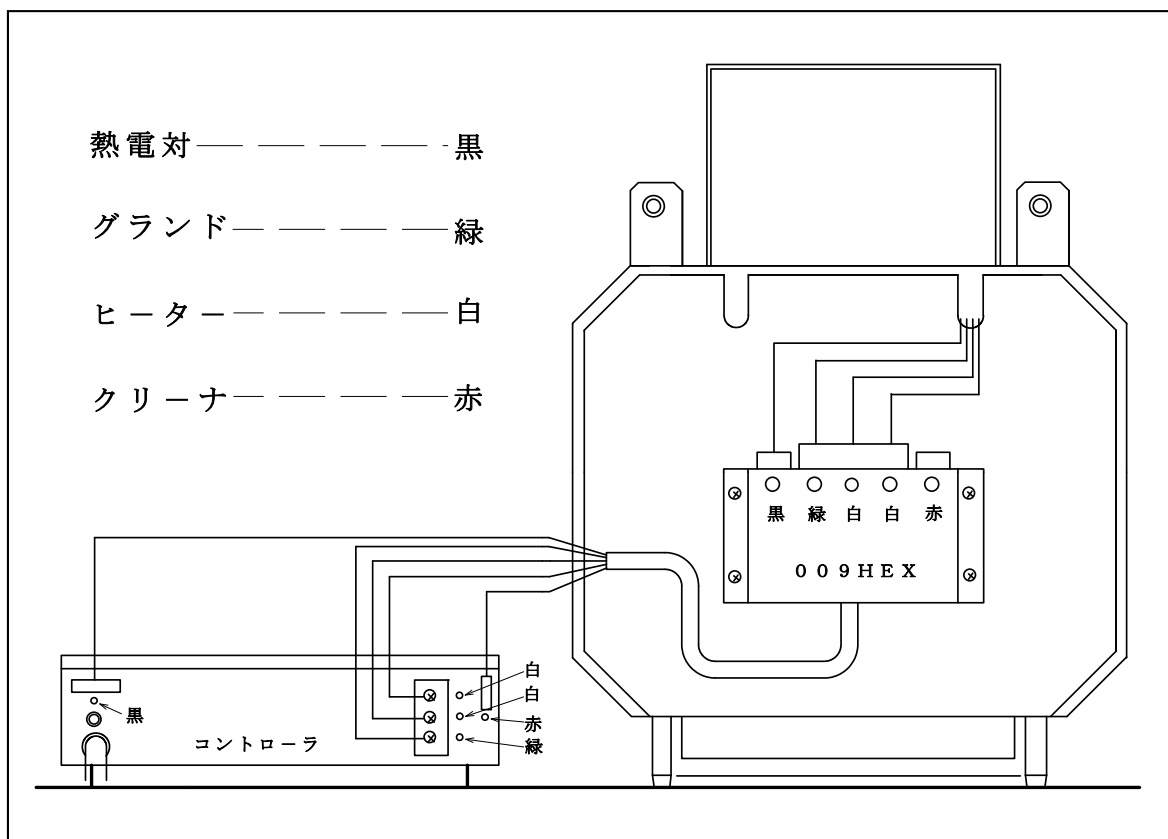 熱電対 黒
グランド 緑
ヒーター 白
クリーナ 赤
黒 緑 白 白 赤
009HEX
白
白
黒
赤
コントローラ
緑